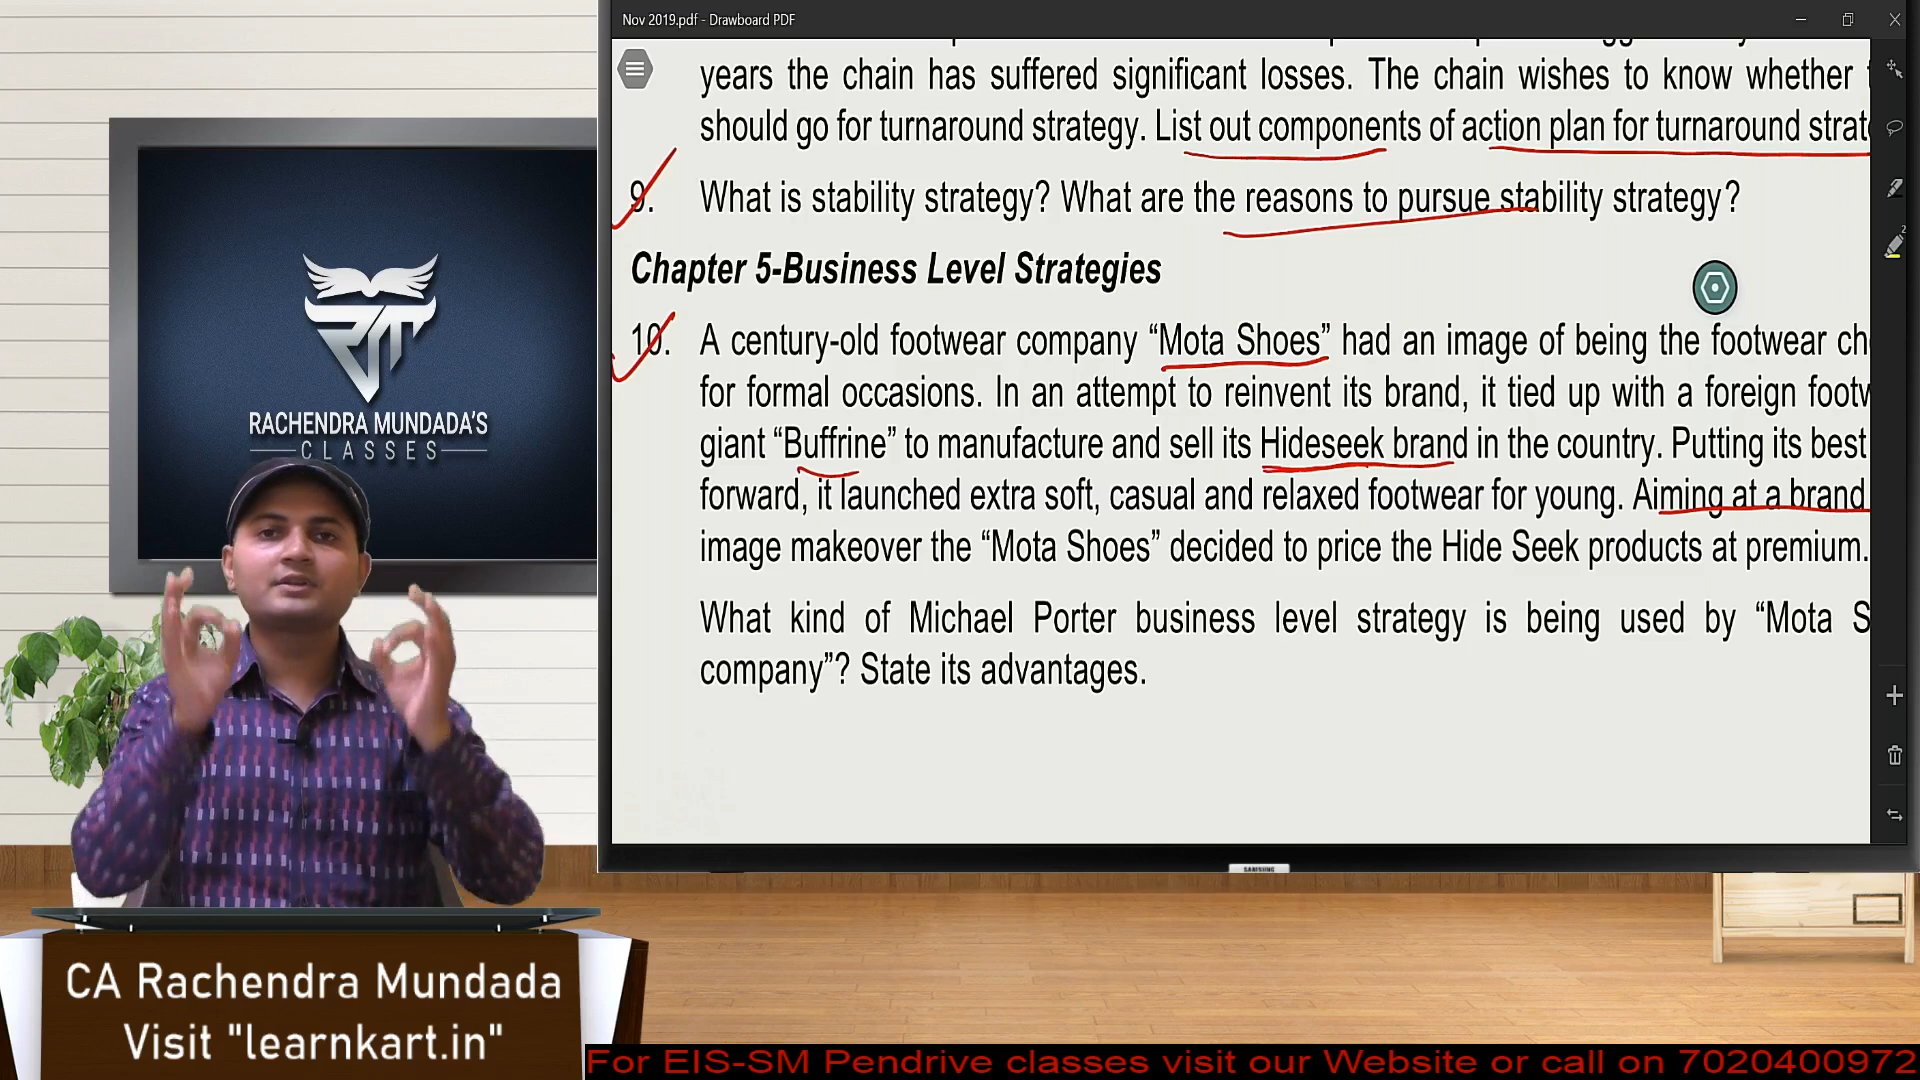 Nov 2019.pdf - Drawboard PDF
years the chain has suffered significant losses. The chain wishes to know whether
should go for turnaround strategy. List out components of action plan for turnaround strat
9. What is stability strategy? What are the reasons to pursue stability strategy?
Chapter 5-Business Level Strategies
10. A century-old footwear company “Mota Shoes” had an image of being the footwear ch
for formal occasions. In an attempt to reinvent its brand, it tied up with a foreign footw
giant “Buffrine” to manufacture and sell its Hideseek brand in the country. Putting its best
forward, it launched extra soft, casual and relaxed footwear for young. Aiming at a brand
image makeover the “Mota Shoes” decided to price the Hide Seek products at premium.
What kind of Michael Porter business level strategy is being used by “Mota S
company”? State its advantages.
2
RACHENDRA MUNDADA'S
CLASSES
SAMSUNG
CA Rachendra Mundada
Visit "learnkart.in"
For EIS-SM Pendrive classes visit our Website or call on 7020400972